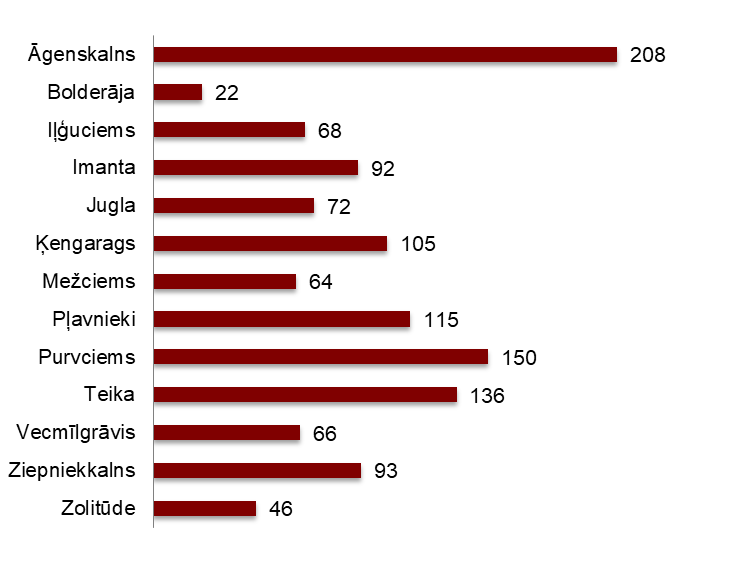 Āgenskalns 208
Bolderāja 22
Iļģuciems 68
Imanta 92
Jugla 72
Ķengarags 105
Mežciems 64
Pļavnieki 115
Purvciems 150
Teika 136
Vecmīlgrāvis 66
Ziepniekkalns 93
Zolitūde 46